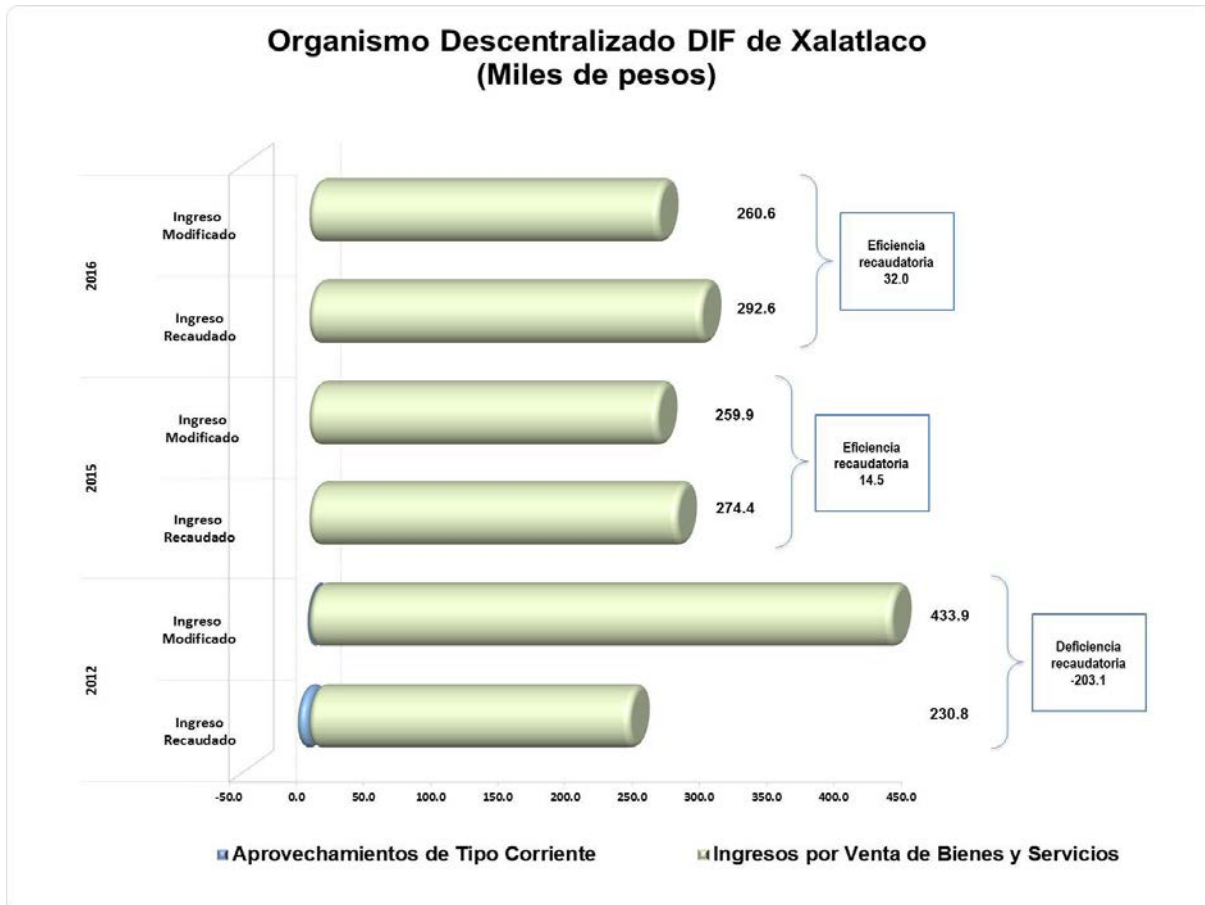 Organismo Descentralizado DIF de Xalatlaco
(Miles de pesos)
2016
Ingreso
Modificado
260.6
Ingreso
Recaudado
292.6
Eficiencia
recaudatoria
32.0
2015
Ingreso
Modificado
259.9
Ingreso
Recaudado
274.4
Eficiencia
recaudatoria
14.5
2012
Ingreso
Modificado
433.9
Ingreso
Recaudado
230.8
Deficiencia
recaudatoria
-203.1
-50.0 0.0 50.0 100.0 150.0 200.0 250.0 300.0 350.0 400.0 450.0
Aprovechamientos de Tipo Corriente
Ingresos por Venta de Bienes y Servicios